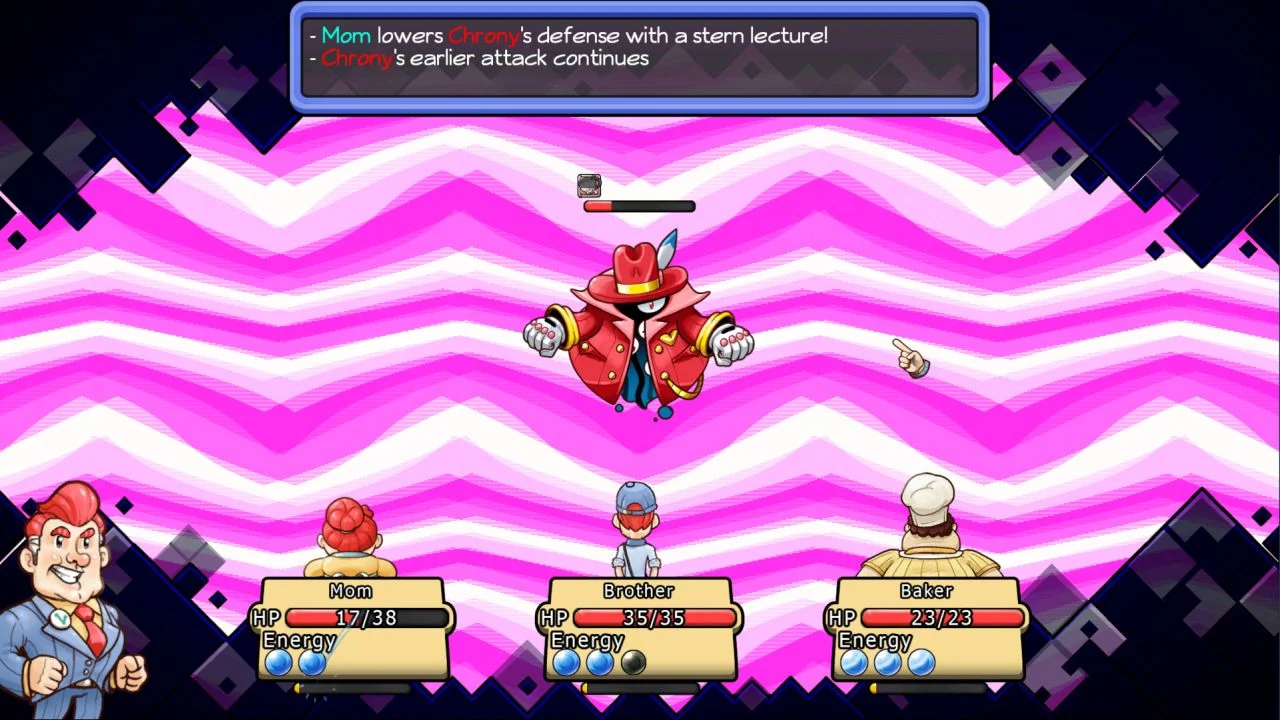 - Mom lowers Chrony's defense with a stern lecture!
- Chrony's earlier attack continues
Mom
HP 17/38
Energy
Brother
HP 35/35
Energy
Baker
HP 23/23
Energy
V